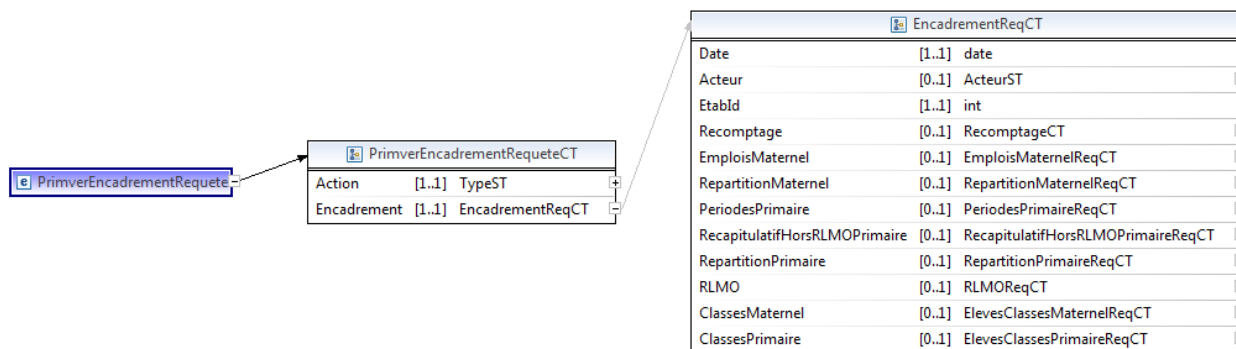 PrimverEncadrementRequete
PrimverEncadrementRequeteCT
Action [1..1] TypeST
Encadrement [1..1] EncadrementReqCT
EncadrementReqCT
Date [1..1] date
Acteur [0..1] ActeurST
EtabId [1..1] int
Recomptage [0..1] RecomptageCT
EmploisMaternel [0..1] EmploisMaternelReqCT
RepartitionMaternel [0..1] RepartitionMaternelReqCT
PeriodesPrimaire [0..1] PeriodesPrimaireReqCT
RecapitulatifHorsRLMOPrimaire [0..1] RecapitulatifHorsRLMOPrimaireReqCT
RepartitionPrimaire [0..1] RepartitionPrimaireReqCT
RLMO [0..1] RLMOReqCT
ClassesMaternel [0..1] ElevesClassesMaternelReqCT
ClassesPrimaire [0..1] ElevesClassesPrimaireReqCT